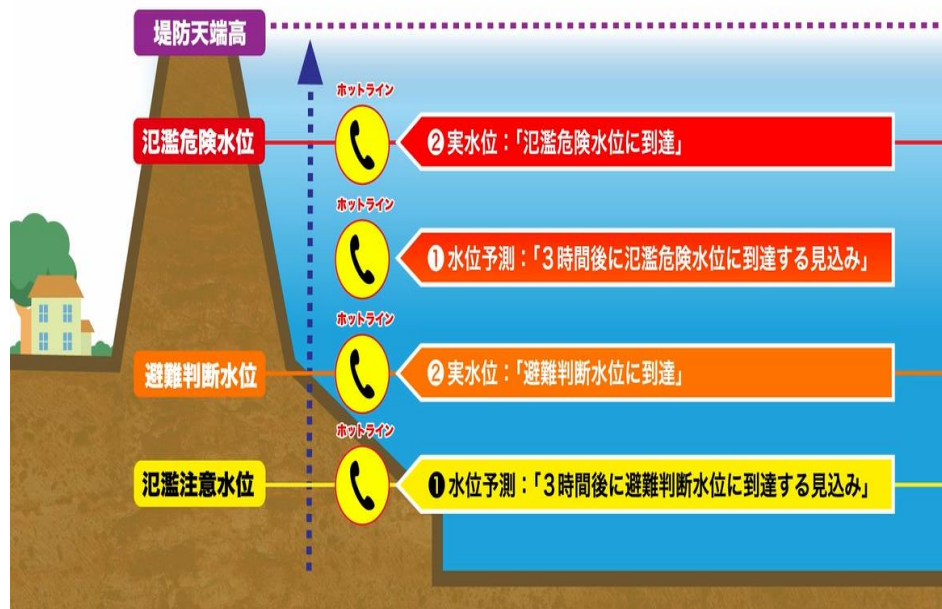 堤防天端高
ホットライン
氾濫危険水位
❷実水位：「氾濫危険水位に到達」
ホットライン
❶水位予測：「３時間後に氾濫危険水位に到達する見込み」
ホットライン
避難判断水位
❷実水位：「避難判断水位に到達」
ホットライン
氾濫注意水位
❶水位予測：「３時間後に避難判断水位に到達する見込み」